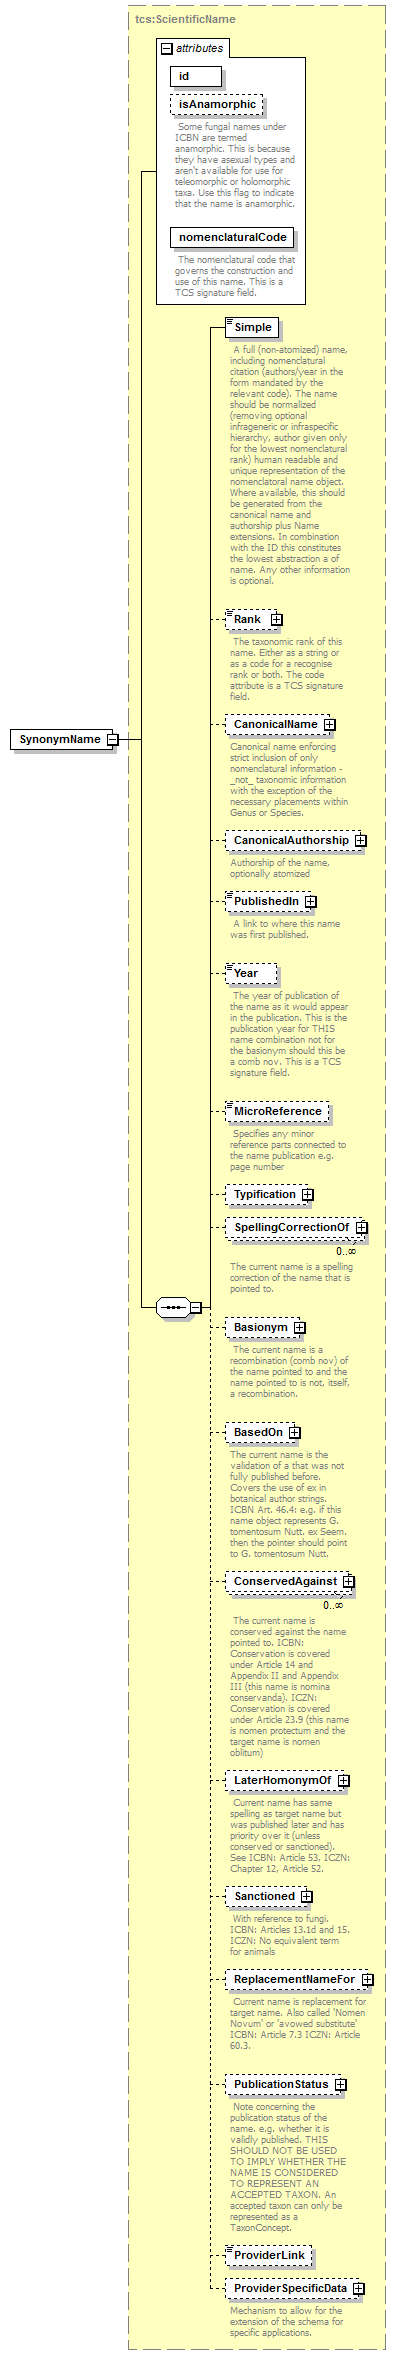 tcs:ScientificName
attributes
id
isAnamorphic
Some fungal names under
ICBN are termed
anamorphic. This is because
they have asexual types and
aren't available for use for
teleomorphic or holomorphic
taxa. Use this flag to indicate
that the name is anamorphic.
nomenclaturalCode
The nomenclatural code that
governs the construction and
use of this name. This is a
TCS signature field.
Simple
A full (non-atomized) name,
including nomenclatural
citation (authors/year in the
form mandated by the
relevant code). The name
should be normalized
(removing optional
infrageneric or infraspecific
hierarchy, author given only
for the lowest nomenclatural
rank) human readable and
unique representation of the
nomenclatoral name object.
Where available, this should
be generated from the
canonical name and
authorship plus Name
extensions. In combination
with the ID this constitutes
the lowest abstraction a of
name. Any other information
is optional.
Rank
The taxonomic rank of this
name. Either as a string or
as a code for a recognise
rank or both. The code
attribute is a TCS signature
field.
SynonymName
CanonicalName
Canonical name enforcing
strict inclusion of only
nomenclatural information -
_not_ taxonomic information
with the exception of the
necessary placements within
Genus or Species.
CanonicalAuthorship
Authorship of the name,
optionally atomized
PublishedIn
A link to where this name
was first published.
Year
The year of publication of
the name as it would appear
in the publication. This is the
publication year for THIS
name combination not for
the basionym should this be
a comb nov. This is a TCS
signature field.
MicroReference
Specifies any minor
reference parts connected to
the name publication e.g.
page number
Typification
SpellingCorrectionOf
0..∞
The current name is a spelling
correction of the name that is
pointed to.
Basionym
The current name is a
recombination (comb nov) of
the name pointed to and the
name pointed to is not, itself,
a recombination.
BasedOn
The current name is the
validation of a that was not
fully published before.
Covers the use of ex in
botanical author strings.
ICBN Art. 46.4: e.g. if this
name object represents G.
tomentosum Nutt. ex Seem.
then the pointer should point
to G. tomentosum Nutt.
ConservedAgainst
0..∞
The current name is
conserved against the name
pointed to. ICBN:
Conservation is covered
under Article 14 and
Appendix II and Appendix
III (this name is nomina
conservanda). ICZN:
Conservation is covered
under Article 23.9 (this name
is nomen protectum and the
target name is nomen
oblitum)
LaterHomonymOf
Current name has same
spelling as target name but
was published later and has
priority over it (unless
conserved or sanctioned).
See ICBN: Article 53, ICZN:
Chapter 12, Article 52.
Sanctioned
With reference to fungi.
ICBN: Articles 13.1d and 15.
ICZN: No equivalent term
for animals
ReplacementNameFor
Current name is replacement for
target name. Also called 'Nomen
Novum' or 'avowed substitute'
ICBN: Article 7.3 ICZN: Article
60.3.
PublicationStatus
Note concerning the
publication status of the
name. e.g. whether it is
validly published. THIS
SHOULD NOT BE USED
TO IMPLY WHETHER THE
NAME IS CONSIDERED
TO REPRESENT AN
ACCEPTED TAXON. An
accepted taxon can only be
represented as a
TaxonConcept.
ProviderLink
ProviderSpecificData
Mechanism to allow for the
extension of the schema for
specific applications.